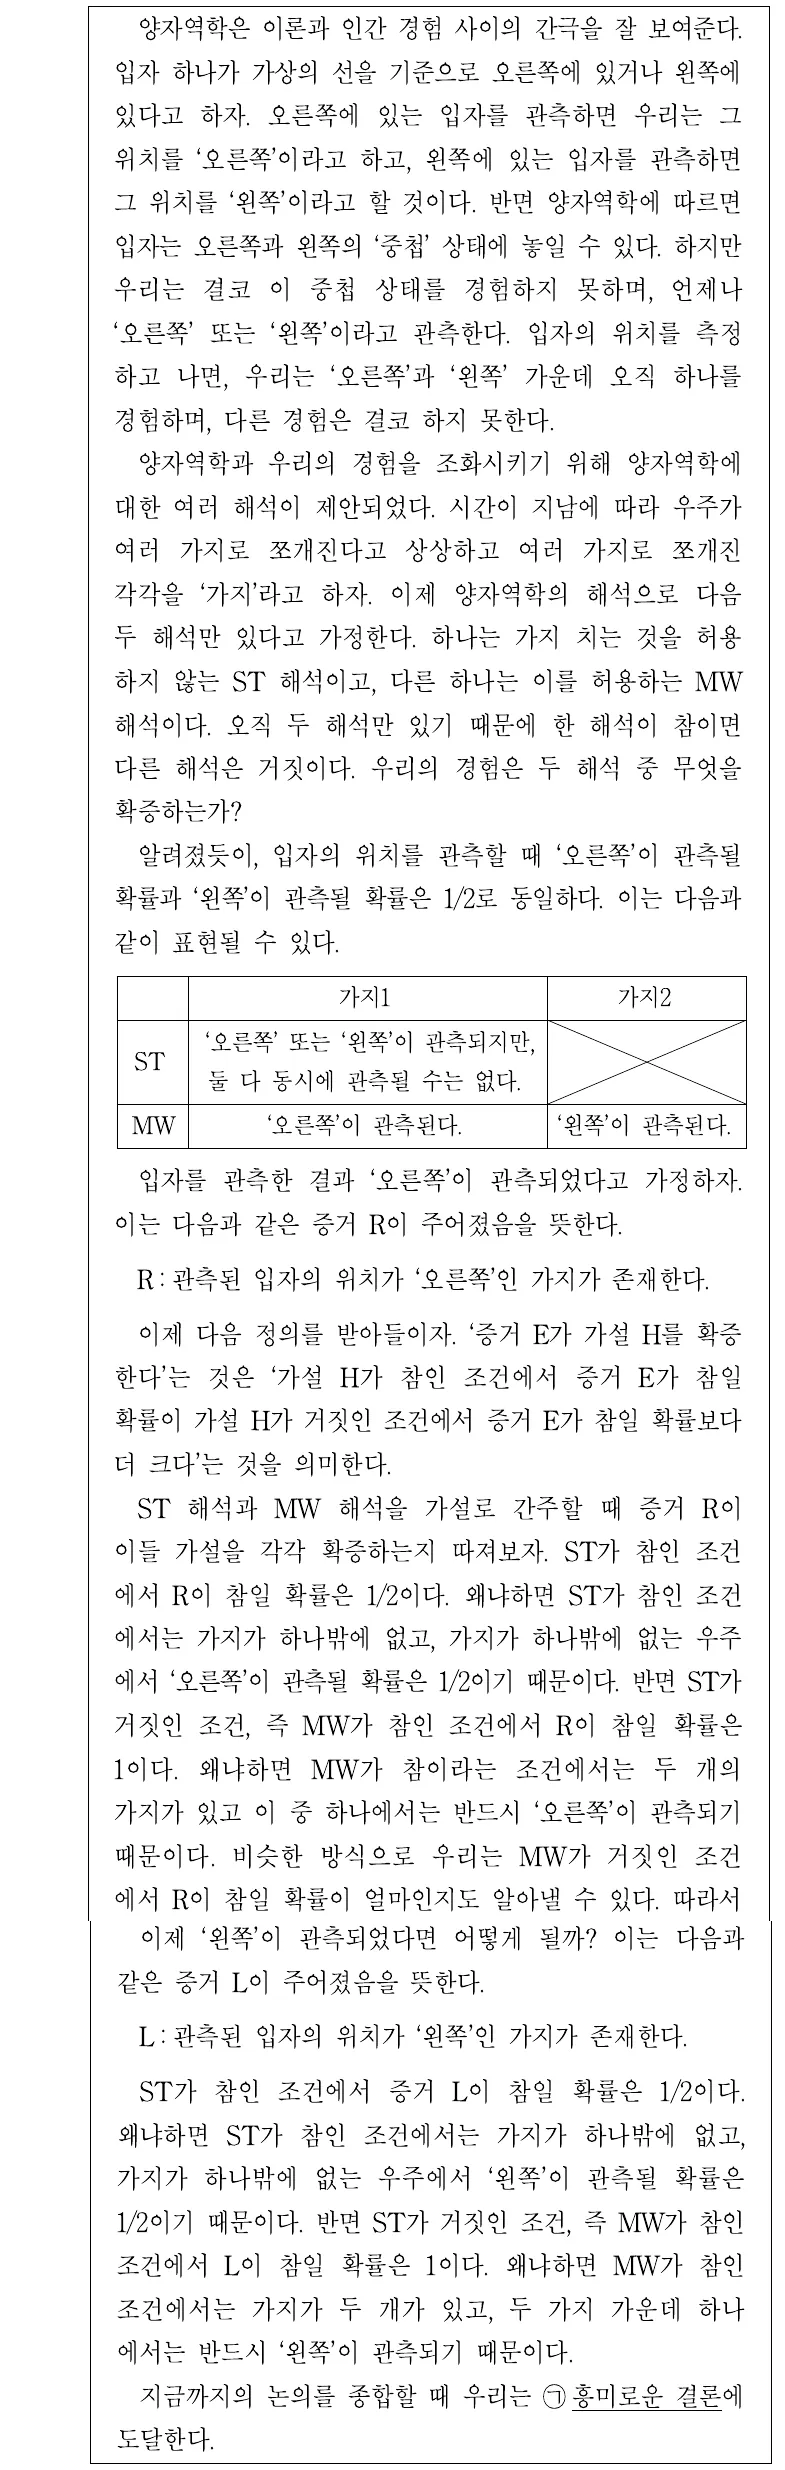 양자역학은 이론과 인간 경험 사이의 간극을 잘 보여준다.
입자 하나가 가상의 선을 기준으로 오른쪽에 있거나 왼쪽에
있다고 하자. 오른쪽에 있는 입자를 관측하면 우리는 그
위치를 ‘오른쪽’이라고 하고, 왼쪽에 있는 입자를 관측하면
그 위치를 ‘왼쪽’이라고 할 것이다. 반면 양자역학에 따르면
입자는 오른쪽과 왼쪽의 ‘중첩’ 상태에 놓일 수 있다. 하지만
우리는 결코 이 중첩 상태를 경험하지 못하며, 언제나
‘오른쪽’ 또는 ‘왼쪽’이라고 관측한다. 입자의 위치를 측정
하고 나면, 우리는 ‘오른쪽’과 ‘왼쪽’ 가운데 오직 하나를
경험하며, 다른 경험은 결코 하지 못한다.
양자역학과 우리의 경험을 조화시키기 위해 양자역학에
대한 여러 해석이 제안되었다. 시간이 지남에 따라 우주가
여러 가지로 쪼개진다고 상상하고 여러 가지로 쪼개진
각각을 ‘가지’라고 하자. 이제 양자역학의 해석으로 다음
두 해석만 있다고 가정한다. 하나는 가지 치는 것을 허용
하지 않는 ST 해석이고, 다른 하나는 이를 허용하는 MW
해석이다. 오직 두 해석만 있기 때문에 한 해석이 참이면
다른 해석은 거짓이다. 우리의 경험은 두 해석 중 무엇을
확증하는가?
알려졌듯이, 입자의 위치를 관측할 때 ‘오른쪽’이 관측될
확률과 ‘왼쪽’이 관측될 확률은 1/2로 동일하다. 이는 다음과
같이 표현될 수 있다.
가지1 가지2
ST ‘오른쪽’ 또는 ‘왼쪽’이 관측되지만,
둘 다 동시에 관측될 수는 없다.
MW ‘오른쪽’이 관측된다. ‘왼쪽’이 관측된다.
입자를 관측한 결과 ‘오른쪽’이 관측되었다고 가정하자.
이는 다음과 같은 증거 R이 주어졌음을 뜻한다.
R : 관측된 입자의 위치가 ‘오른쪽’인 가지가 존재한다.
이제 다음 정의를 받아들이자. ‘증거 E가 가설 H를 확증
한다’는 것은 ‘가설 H가 참인 조건에서 증거 E가 참일
확률이 가설 H가 거짓인 조건에서 증거 E가 참일 확률보다
더 크다’는 것을 의미한다.
ST 해석과 MW 해석을 가설로 간주할 때 증거 R이
이들 가설을 각각 확증하는지 따져보자. ST가 참인 조건
에서 R이 참일 확률은 1/2이다. 왜냐하면 ST가 참인 조건
에서는 가지가 하나밖에 없고, 가지가 하나밖에 없는 우주
에서 ‘오른쪽’이 관측될 확률은 1/2이기 때문이다. 반면 ST가
거짓인 조건, 즉 MW가 참인 조건에서 R이 참일 확률은
1이다. 왜냐하면 MW가 참이라는 조건에서는 두 개의
가지가 있고 이 중 하나에서는 반드시 ‘오른쪽’이 관측되기
때문이다. 비슷한 방식으로 우리는 MW가 거짓인 조건
에서 R이 참일 확률이 얼마인지도 알아낼 수 있다. 따라서
이제 ‘왼쪽’이 관측되었다면 어떻게 될까? 이는 다음과
같은 증거 L이 주어졌음을 뜻한다.
L : 관측된 입자의 위치가 ‘왼쪽’인 가지가 존재한다.
ST가 참인 조건에서 증거 L이 참일 확률은 1/2이다.
왜냐하면 ST가 참인 조건에서는 가지가 하나밖에 없고,
가지가 하나밖에 없는 우주에서 ‘왼쪽’이 관측될 확률은
1/2이기 때문이다. 반면 ST가 거짓인 조건, 즉 MW가 참인
조건에서 L이 참일 확률은 1이다. 왜냐하면 MW가 참인
조건에서는 가지가 두 개가 있고, 두 가지 가운데 하나
에서는 반드시 ‘왼쪽’이 관측되기 때문이다.
지금까지의 논의를 종합할 때 우리는 ㉠흥미로운 결론에
도달한다.